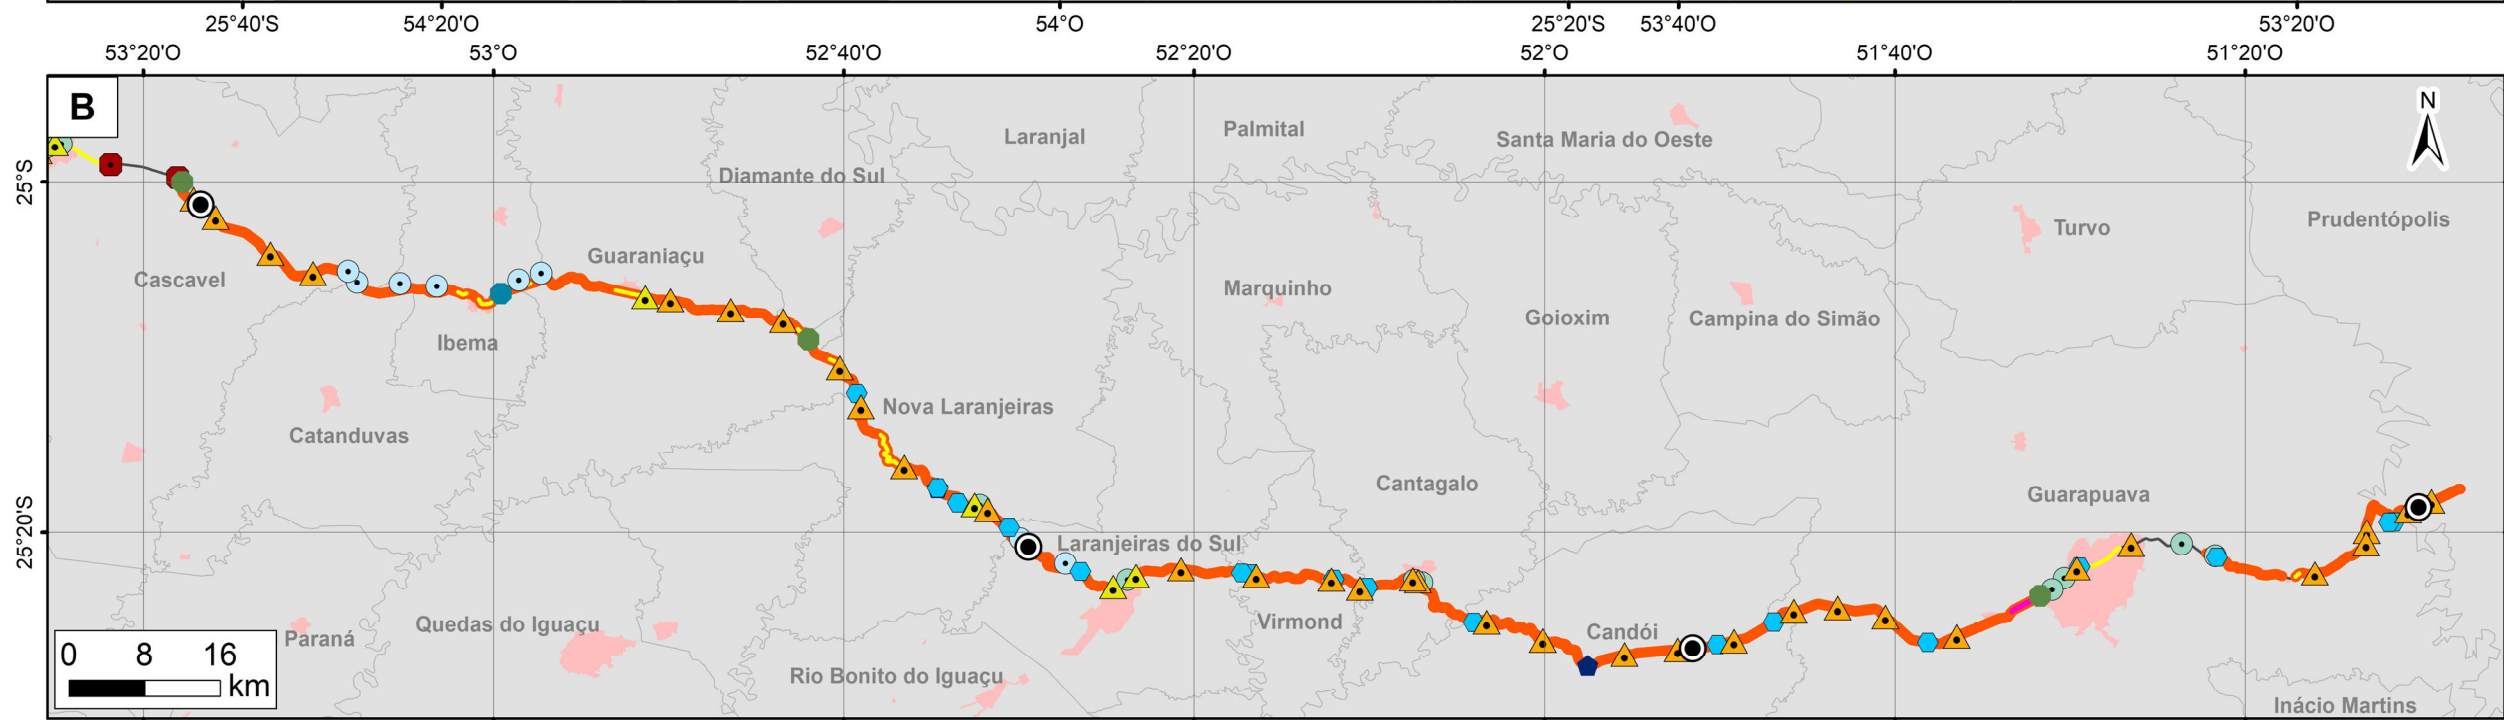 25°40'S 54°20'O 54°O 25°20'S 53°40'O 53°20'O
53°20'O 53°O 52°40'O 52°20'O 52°O 51°40'O 51°20'O
B
N
Laranjal
Palmital
Santa Maria do Oeste
25°S
Diamante do Sul
Turvo
Prudentópolis
Guaraniaçu
Cascavel
Marquinho
Goioxim
Campina do Simão
Ibema
Nova Laranjeiras
Catanduvas
Cantagalo
Guarapuava
25°20'S
Laranjeiras do Sul
Virmond
Candói
Quedas do Iguaçu
Paraná
Rio Bonito do Iguaçu
Inácio Martins
0 8 16
km